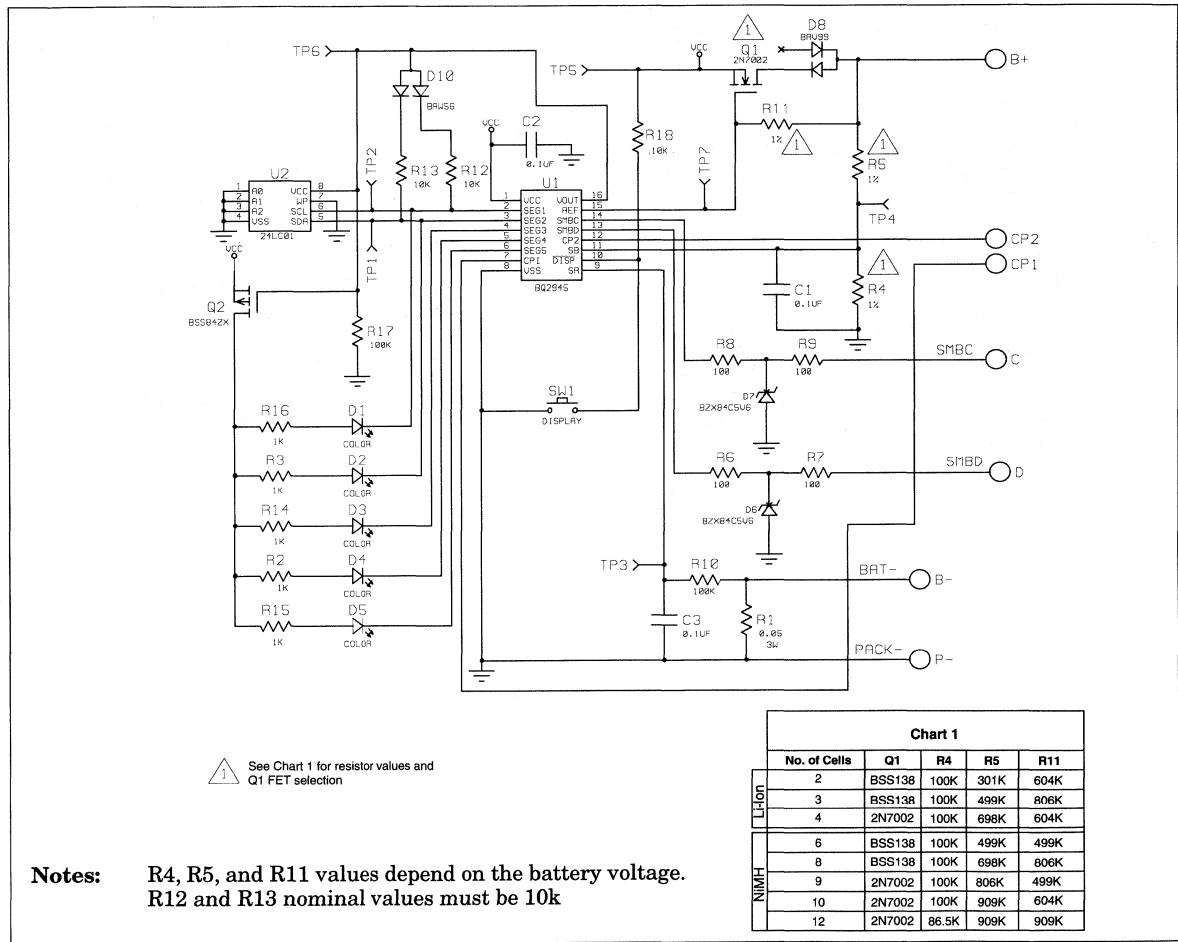 TP6
VCC
1
Q1
2N7002
D8
BAV99
B+
TP5
D10
BAW56
R13
10K
R12
10K
VCC
C2
0.1UF
R18
10K
TP7
R11
1%
1
1
R5
1%
TP4
TP2
TP1
U2
1 A0 VCC 8
2 A1 WP 7
3 A2 SCL 6
4 VSS SDA 5
24LC01
U1
1 VCC VOUT 16
2 SEG1 REF 15
3 SEG2 SMBC 14
4 SEG3 SMBD 13
5 SEG4 CP2 12
6 SEG5 SB 11
7 CP1 DISP 10
8 VSS SR 9
BQ2945
CP2
CP1
1
R4
1%
C1
0.1UF
VCC
Q2
BSS84ZX
R17
100K
R8
100
R9
100
SMBC
C
D7
BZX84C5V6
SW1
DISPLAY
R16
1K
D1
COLOR
R3
1K
D2
COLOR
R14
1K
D3
COLOR
R2
1K
D4
COLOR
R15
1K
D5
COLOR
R6
100
R7
100
SMBD
D
D6
BZX84C5V6
TP3
R10
100K
BAT-
B-
C3
0.1UF
R1
0.05
3W
PACK-
P-
1 See Chart 1 for resistor values and
Q1 FET selection
Chart 1
No. of Cells Q1 R4 R5 R11
Li-Ion
2 BSS138 100K 301K 604K
3 BSS138 100K 499K 806K
4 2N7002 100K 698K 604K
NiMH
6 BSS138 100K 499K 499K
8 BSS138 100K 698K 806K
9 2N7002 100K 806K 499K
10 2N7002 100K 909K 604K
12 2N7002 86.5K 909K 909K
Notes: R4, R5, and R11 values depend on the battery voltage.
R12 and R13 nominal values must be 10k